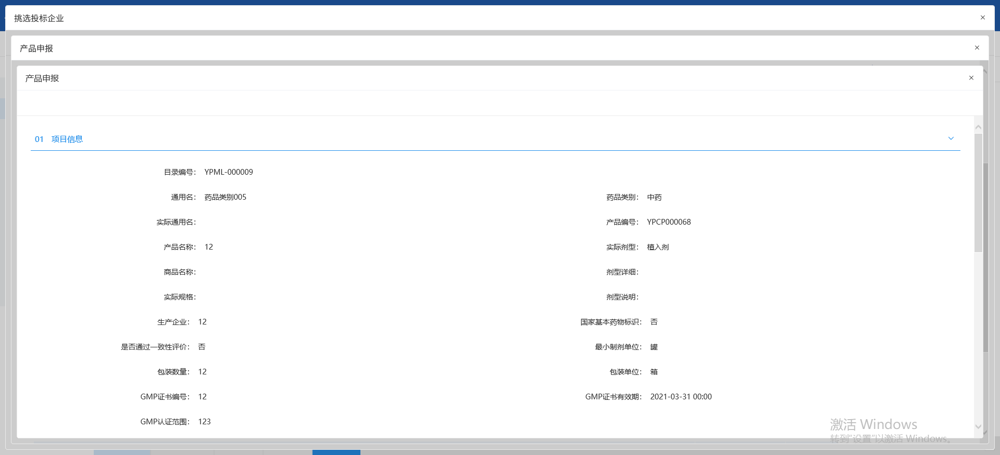 挑选投标企业
产品申报
产品申报
01 项目信息
目录编号： YPML-000009
通用名： 药品类别005 药品类别： 中药
实际通用名： 产品编号： YPCP000068
产品名称： 12 实际剂型： 植入剂
商品名称： 剂型详细：
实际规格： 剂型说明：
生产企业： 12 国家基本药物标识： 否
是否通过一致性评价： 否 最小制剂单位： 罐
包装数量： 12 包装单位： 箱
GMP证书编号： 12 GMP证书有效期： 2021-03-31 00:00
GMP认证范围： 123
激活 Windows
转到"设置"以激活 Windows。